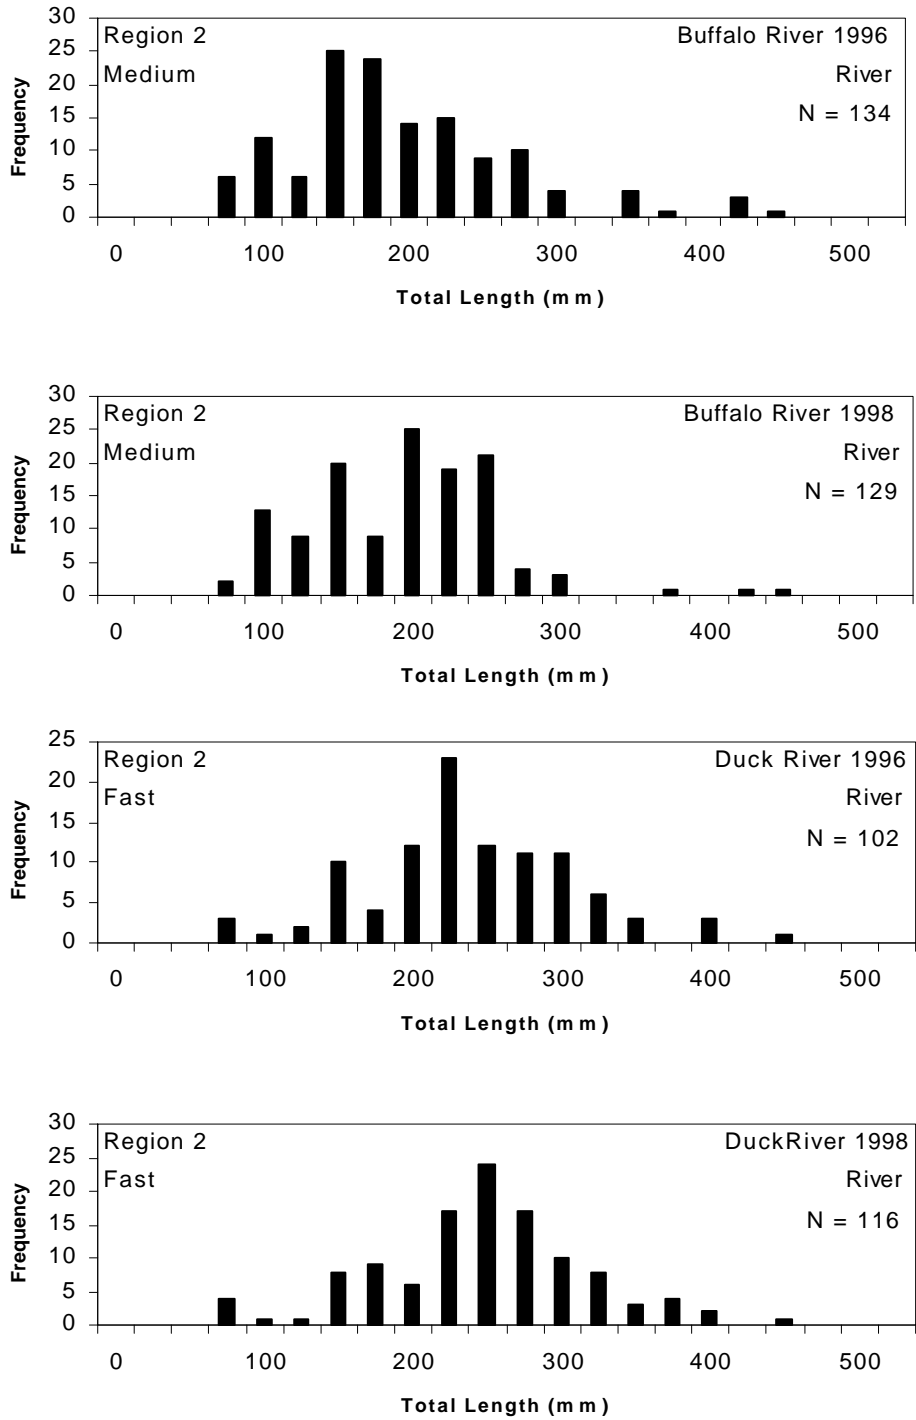 30
Region 2
Buffalo River 1996
25
Medium
River
20
N = 134
15
10
5
0
Frequency
0 100 200 300 400 500
Total Length (mm)
30
Region 2
Buffalo River 1998
25
Medium
River
20
N = 129
15
10
5
0
Frequency
0 100 200 300 400 500
Total Length (mm)
25
Region 2
Duck River 1996
20
Fast
River
N = 102
15
10
5
0
Frequency
0 100 200 300 400 500
Total Length (mm)
30
Region 2
DuckRiver 1998
25
Fast
River
20
N = 116
15
10
5
0
Frequency
0 100 200 300 400 500
Total Length (mm)